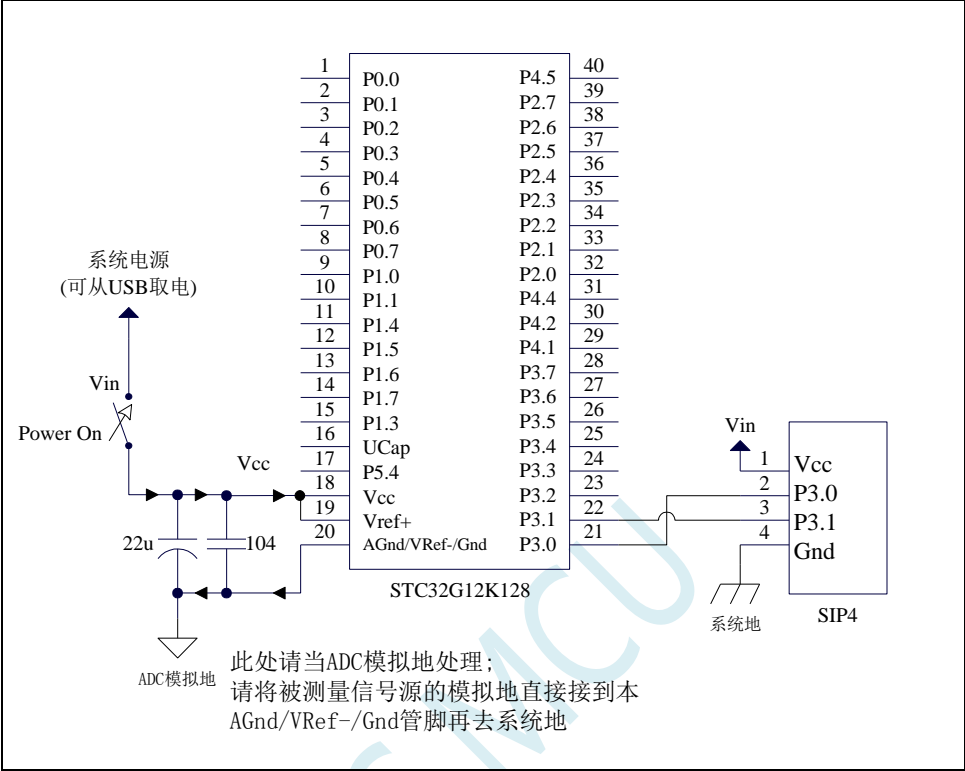 1 P0.0 P4.5 40
2 P0.1 P2.7 39
3 P0.2 P2.6 38
4 P0.3 P2.5 37
5 P0.4 P2.4 36
6 P0.5 P2.3 35
7 P0.6 P2.2 34
8 P0.7 P2.1 33
9 P1.0 P2.0 32
10 P1.1 P4.4 31
11 P1.4 P4.2 30
12 P1.5 P4.1 29
13 P1.6 P3.7 28
14 P1.7 P3.6 27
15 P1.3 P3.5 26
16 UCap P3.4 25
17 P5.4 P3.3 24
18 Vcc P3.2 23
19 Vref+ P3.1 22
20 AGnd/VRef-/Gnd P3.0 21
STC32G12K128
系统电源
(可从USB取电)
Vin
Power On
Vcc
22u
104
ADC模拟地
Vin
1 Vcc
2 P3.0
3 P3.1
4 Gnd
系统地
SIP4
此处请当ADC模拟地处理;
请将被测量信号源的模拟地直接接到本
AGnd/VRef-/Gnd管脚再去系统地
MCU